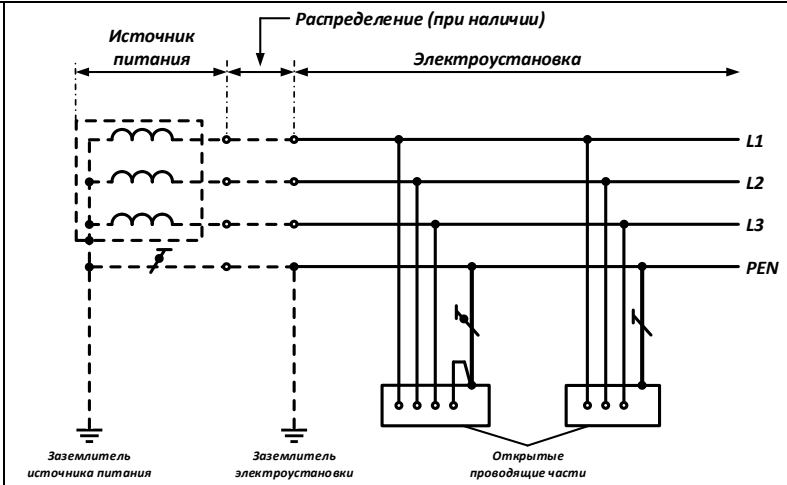 Распределение (при наличии)
Источник
питания
Электроустановка
L1
L2
L3
PEN
Заземлитель
источника питания
Заземлитель
электроустановки
Открытые
проводящие части